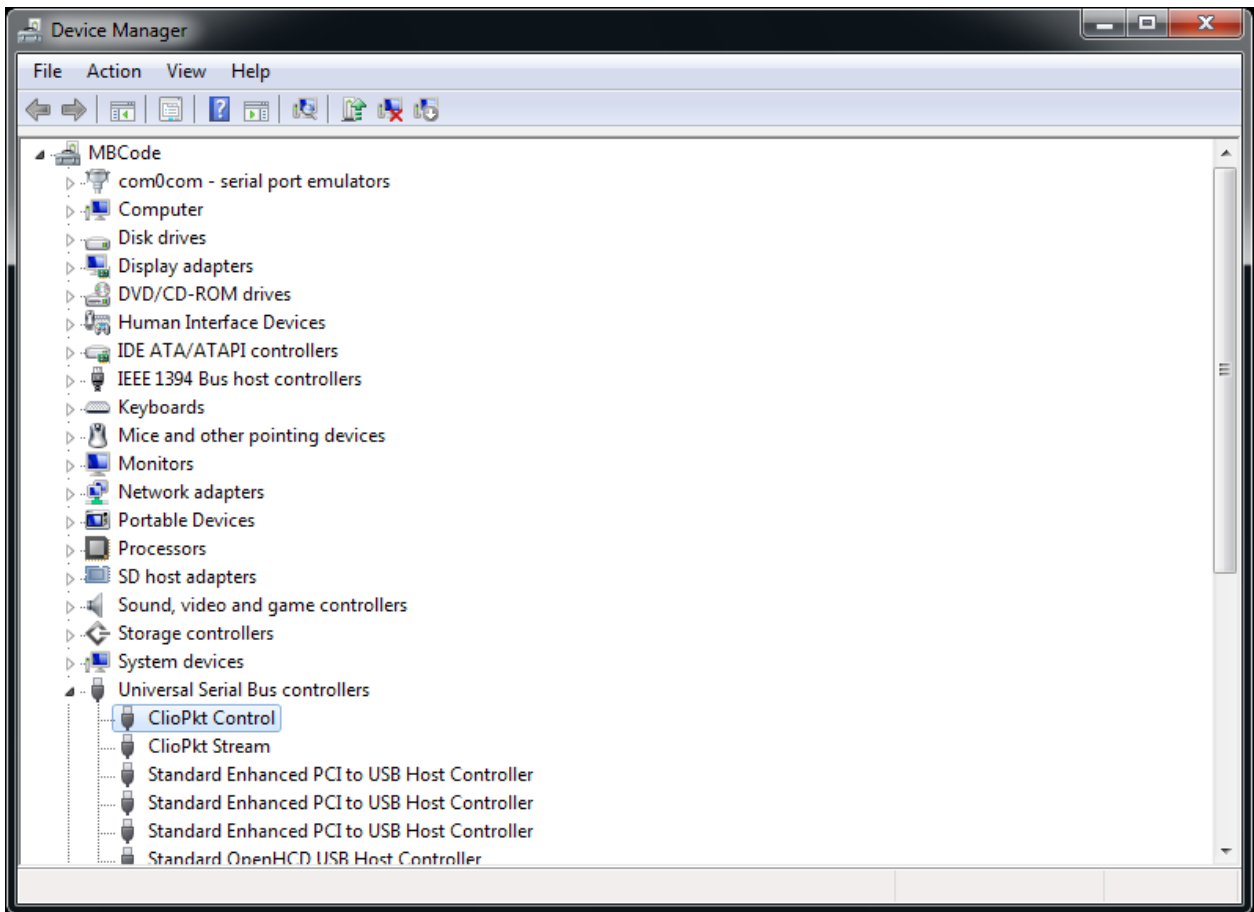 Device Manager
File Action View Help
MBCode
com0com - serial port emulators
Computer
Disk drives
Display adapters
DVD/CD-ROM drives
Human Interface Devices
IDE ATA/ATAPI controllers
IEEE 1394 Bus host controllers
Keyboards
Mice and other pointing devices
Monitors
Network adapters
Portable Devices
Processors
SD host adapters
Sound, video and game controllers
Storage controllers
System devices
Universal Serial Bus controllers
ClioPkt Control
ClioPkt Stream
Standard Enhanced PCI to USB Host Controller
Standard Enhanced PCI to USB Host Controller
Standard Enhanced PCI to USB Host Controller
Standard OpenHCD USB Host Controller